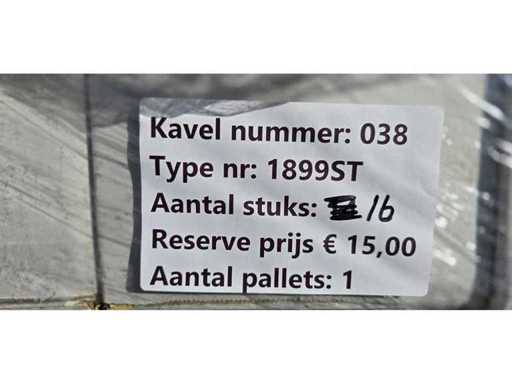 Kavel nummer: 038
Type nr: 1899ST
Aantal stuks: 16
Reserve prijs € 15,00
Aantal pallets: 1